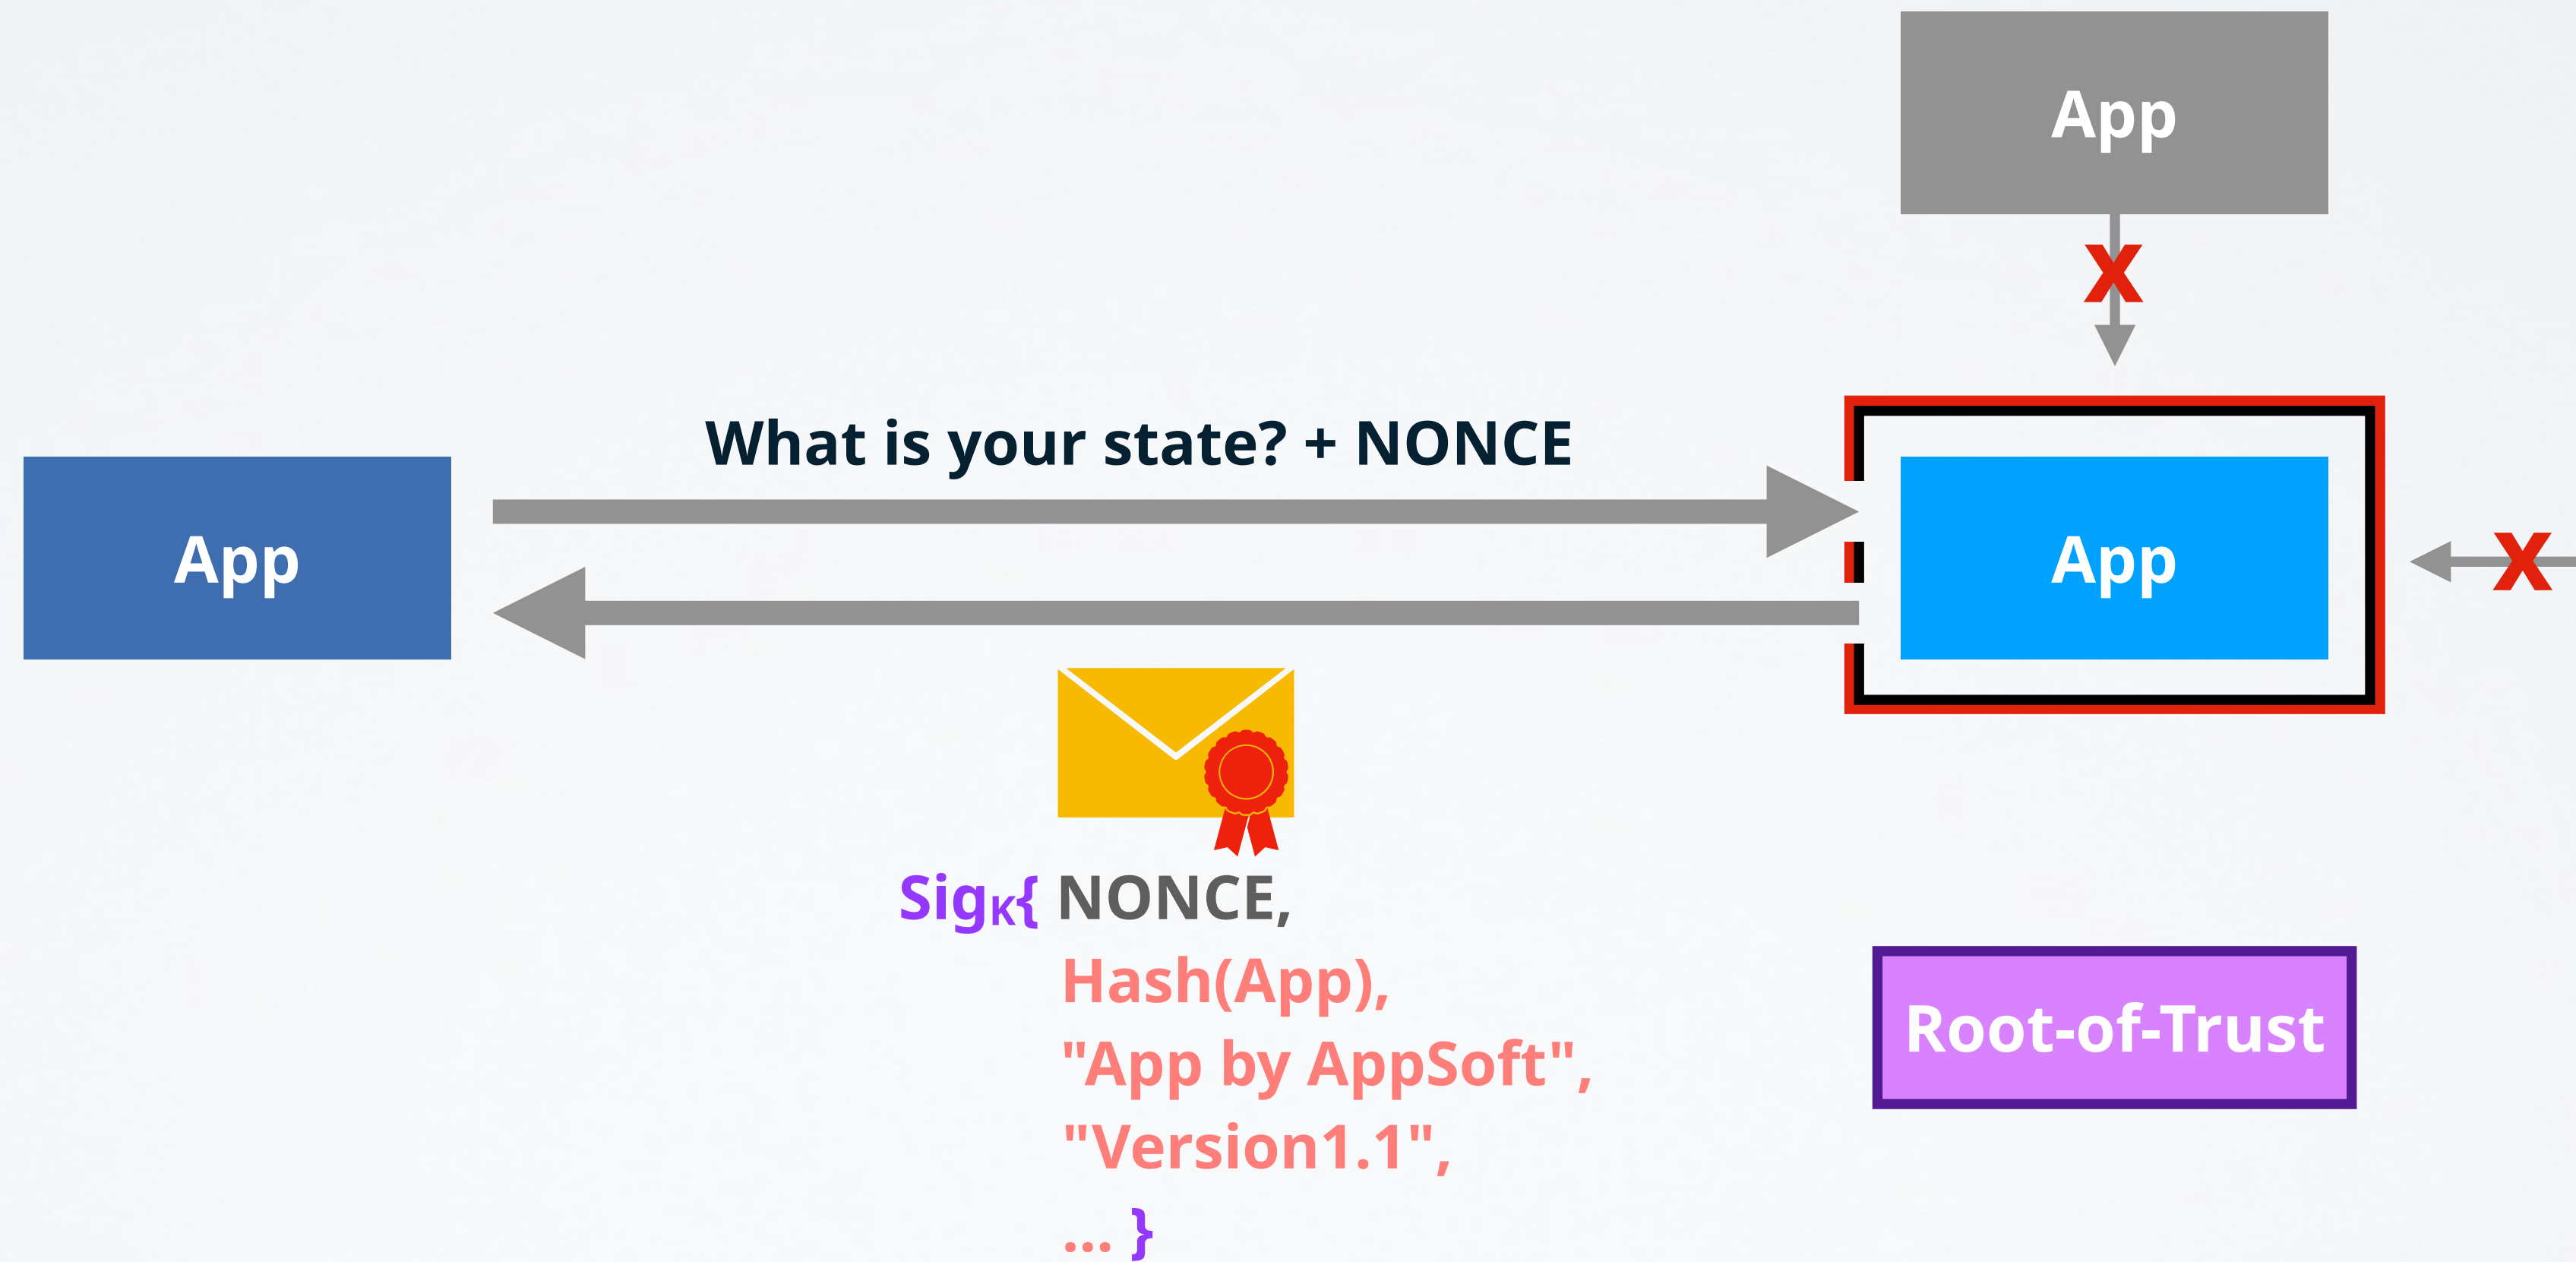 App
X
What is your state? + NONCE
App
App
X
SigK{ NONCE,
Hash(App),
"App by AppSoft",
"Version1.1",
... }
Root-of-Trust